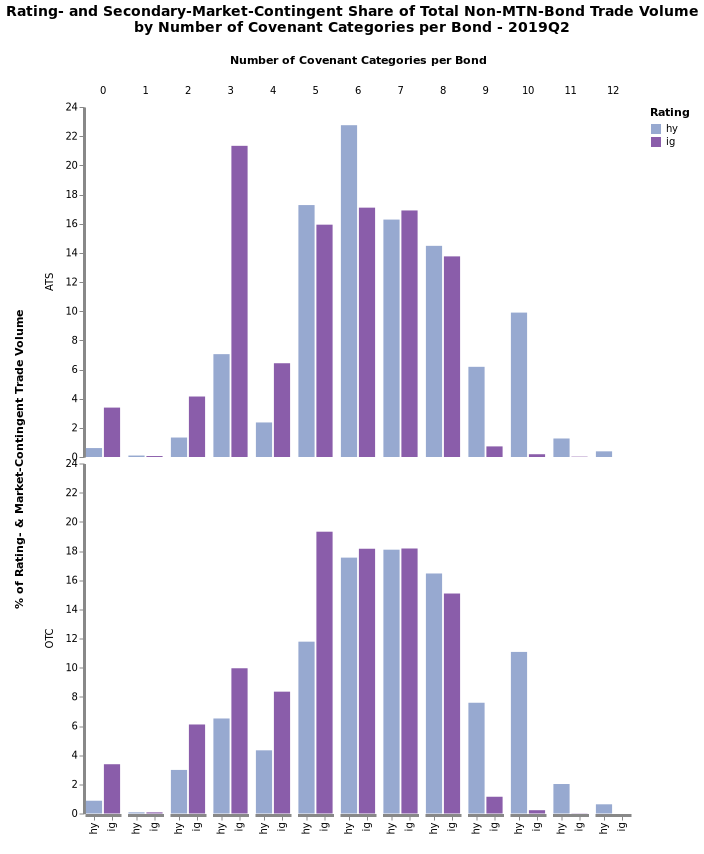 Rating- and Secondary-Market-Contingent Share of Total Non-MTN-Bond Trade Volume
by Number of Covenant Categories per Bond - 2019Q2
Number of Covenant Categories per Bond
0 1 2 3 4 5 6 7 8 9 10 11 12
Rating
hy
ig
% of Rating- & Market-Contingent Trade Volume
ATS
24
22
20
18
16
14
12
10
8
6
4
2
0
OTC
24
22
20
18
16
14
12
10
8
6
4
2
0
hy ig hy ig hy ig hy ig hy ig hy ig hy ig hy ig hy ig hy ig hy ig hy ig hy ig